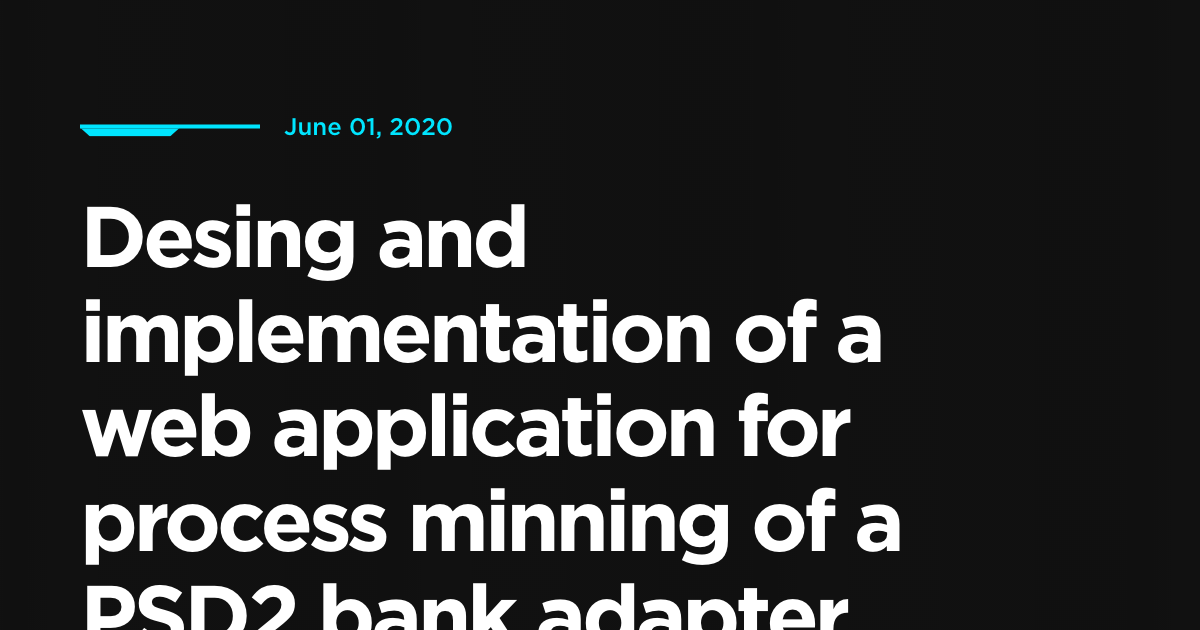 June 01, 2020
Desing and
implementation of a
web application for
process minning of a
PSD2 bank adapter